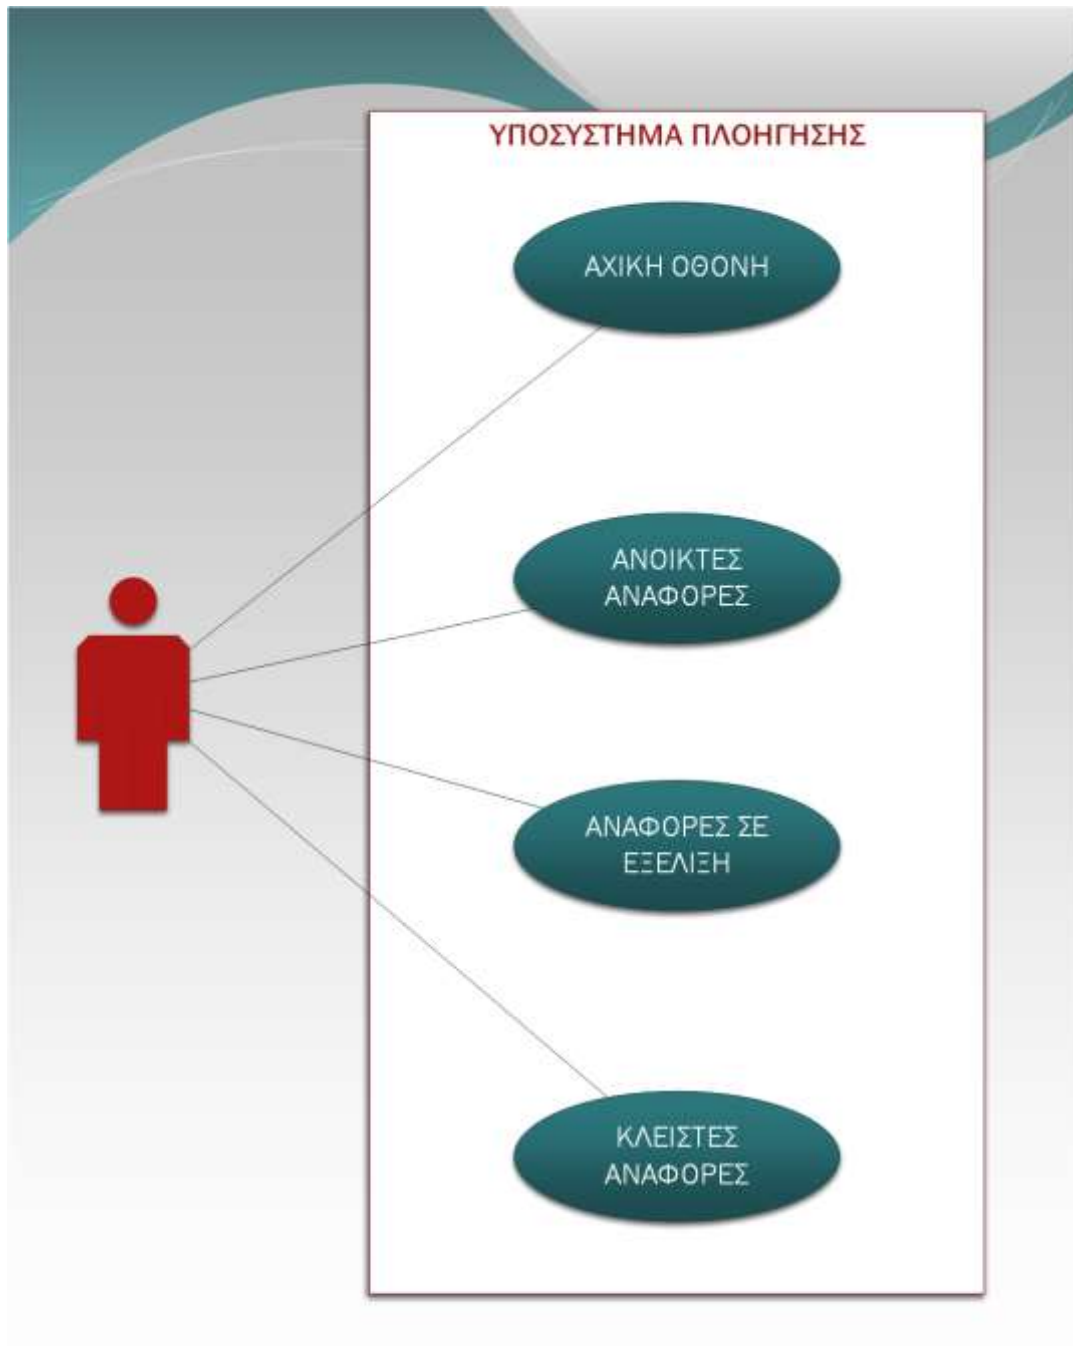 ΥΠΟΣΥΣΤΗΜΑ ΠΛΟΗΓΗΣΗΣ
ΑΧΙΚΗ ΟΘΟΝΗ
ΑΝΟΙΚΤΕΣ
ΑΝΑΦΟΡΕΣ
ΑΝΑΦΟΡΕΣ ΣΕ
ΕΞΕΛΙΞΗ
ΚΛΕΙΣΤΕΣ
ΑΝΑΦΟΡΕΣ